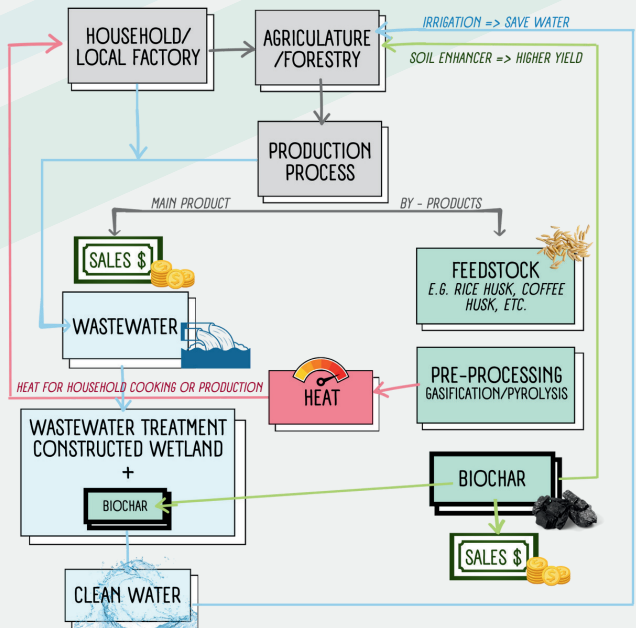 HOUSEHOLD/
LOCAL FACTORY
AGRICULATURE
/FORESTRY
IRRIGATION => SAVE WATER
SOIL ENHANCER => HIGHER YIELD
PRODUCTION
PROCESS
MAIN PRODUCT
BY - PRODUCTS
SALES $
FEEDSTOCK
E.G. RICE HUSK, COFFEE
HUSK, ETC.
WASTEWATER
PRE-PROCESSING
GASIFICATION/PYROLYSIS
HEAT FOR HOUSEHOLD COOKING OR PRODUCTION
HEAT
WASTEWATER TREATMENT
CONSTRUCTED WETLAND
+
BIOCHAR
BIOCHAR
SALES $
CLEAN WATER